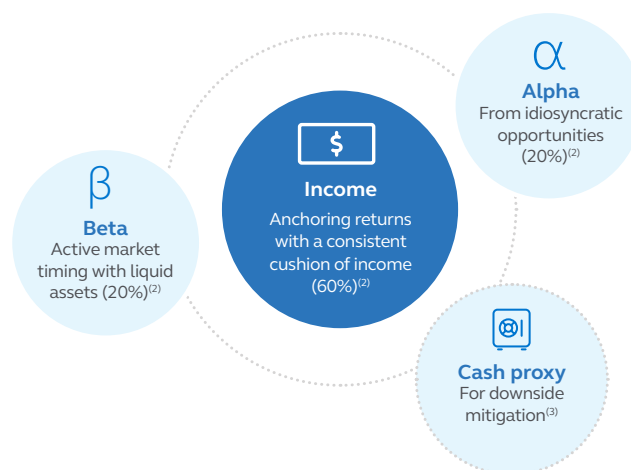 α
Alpha
From idiosyncratic
opportunities
(20%)(2)
$
Income
Anchoring returns
with a consistent
cushion of income
(60%)(2)
β
Beta
Active market
timing with liquid
assets (20%)(2)
Cash proxy
For downside
mitigation(3)